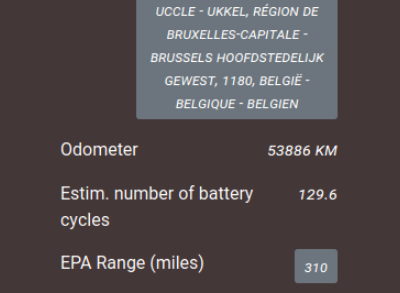 UCCLE - UKKEL, RÉGION DE
BRUXELLES-CAPITALE -
BRUSSELS HOOFDSTEDELIJK
GEWEST, 1180, BELGIË -
BELGIQUE - BELGIEN
Odometer 53886 KM
Estim. number of battery 129.6
cycles
EPA Range (miles) 310